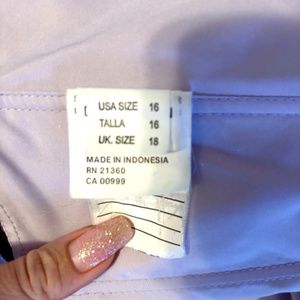 USA SIZE 16
TALLA 16
UK. SIZE 18
MADE IN INDONESIA
RN 21360
CA 00999